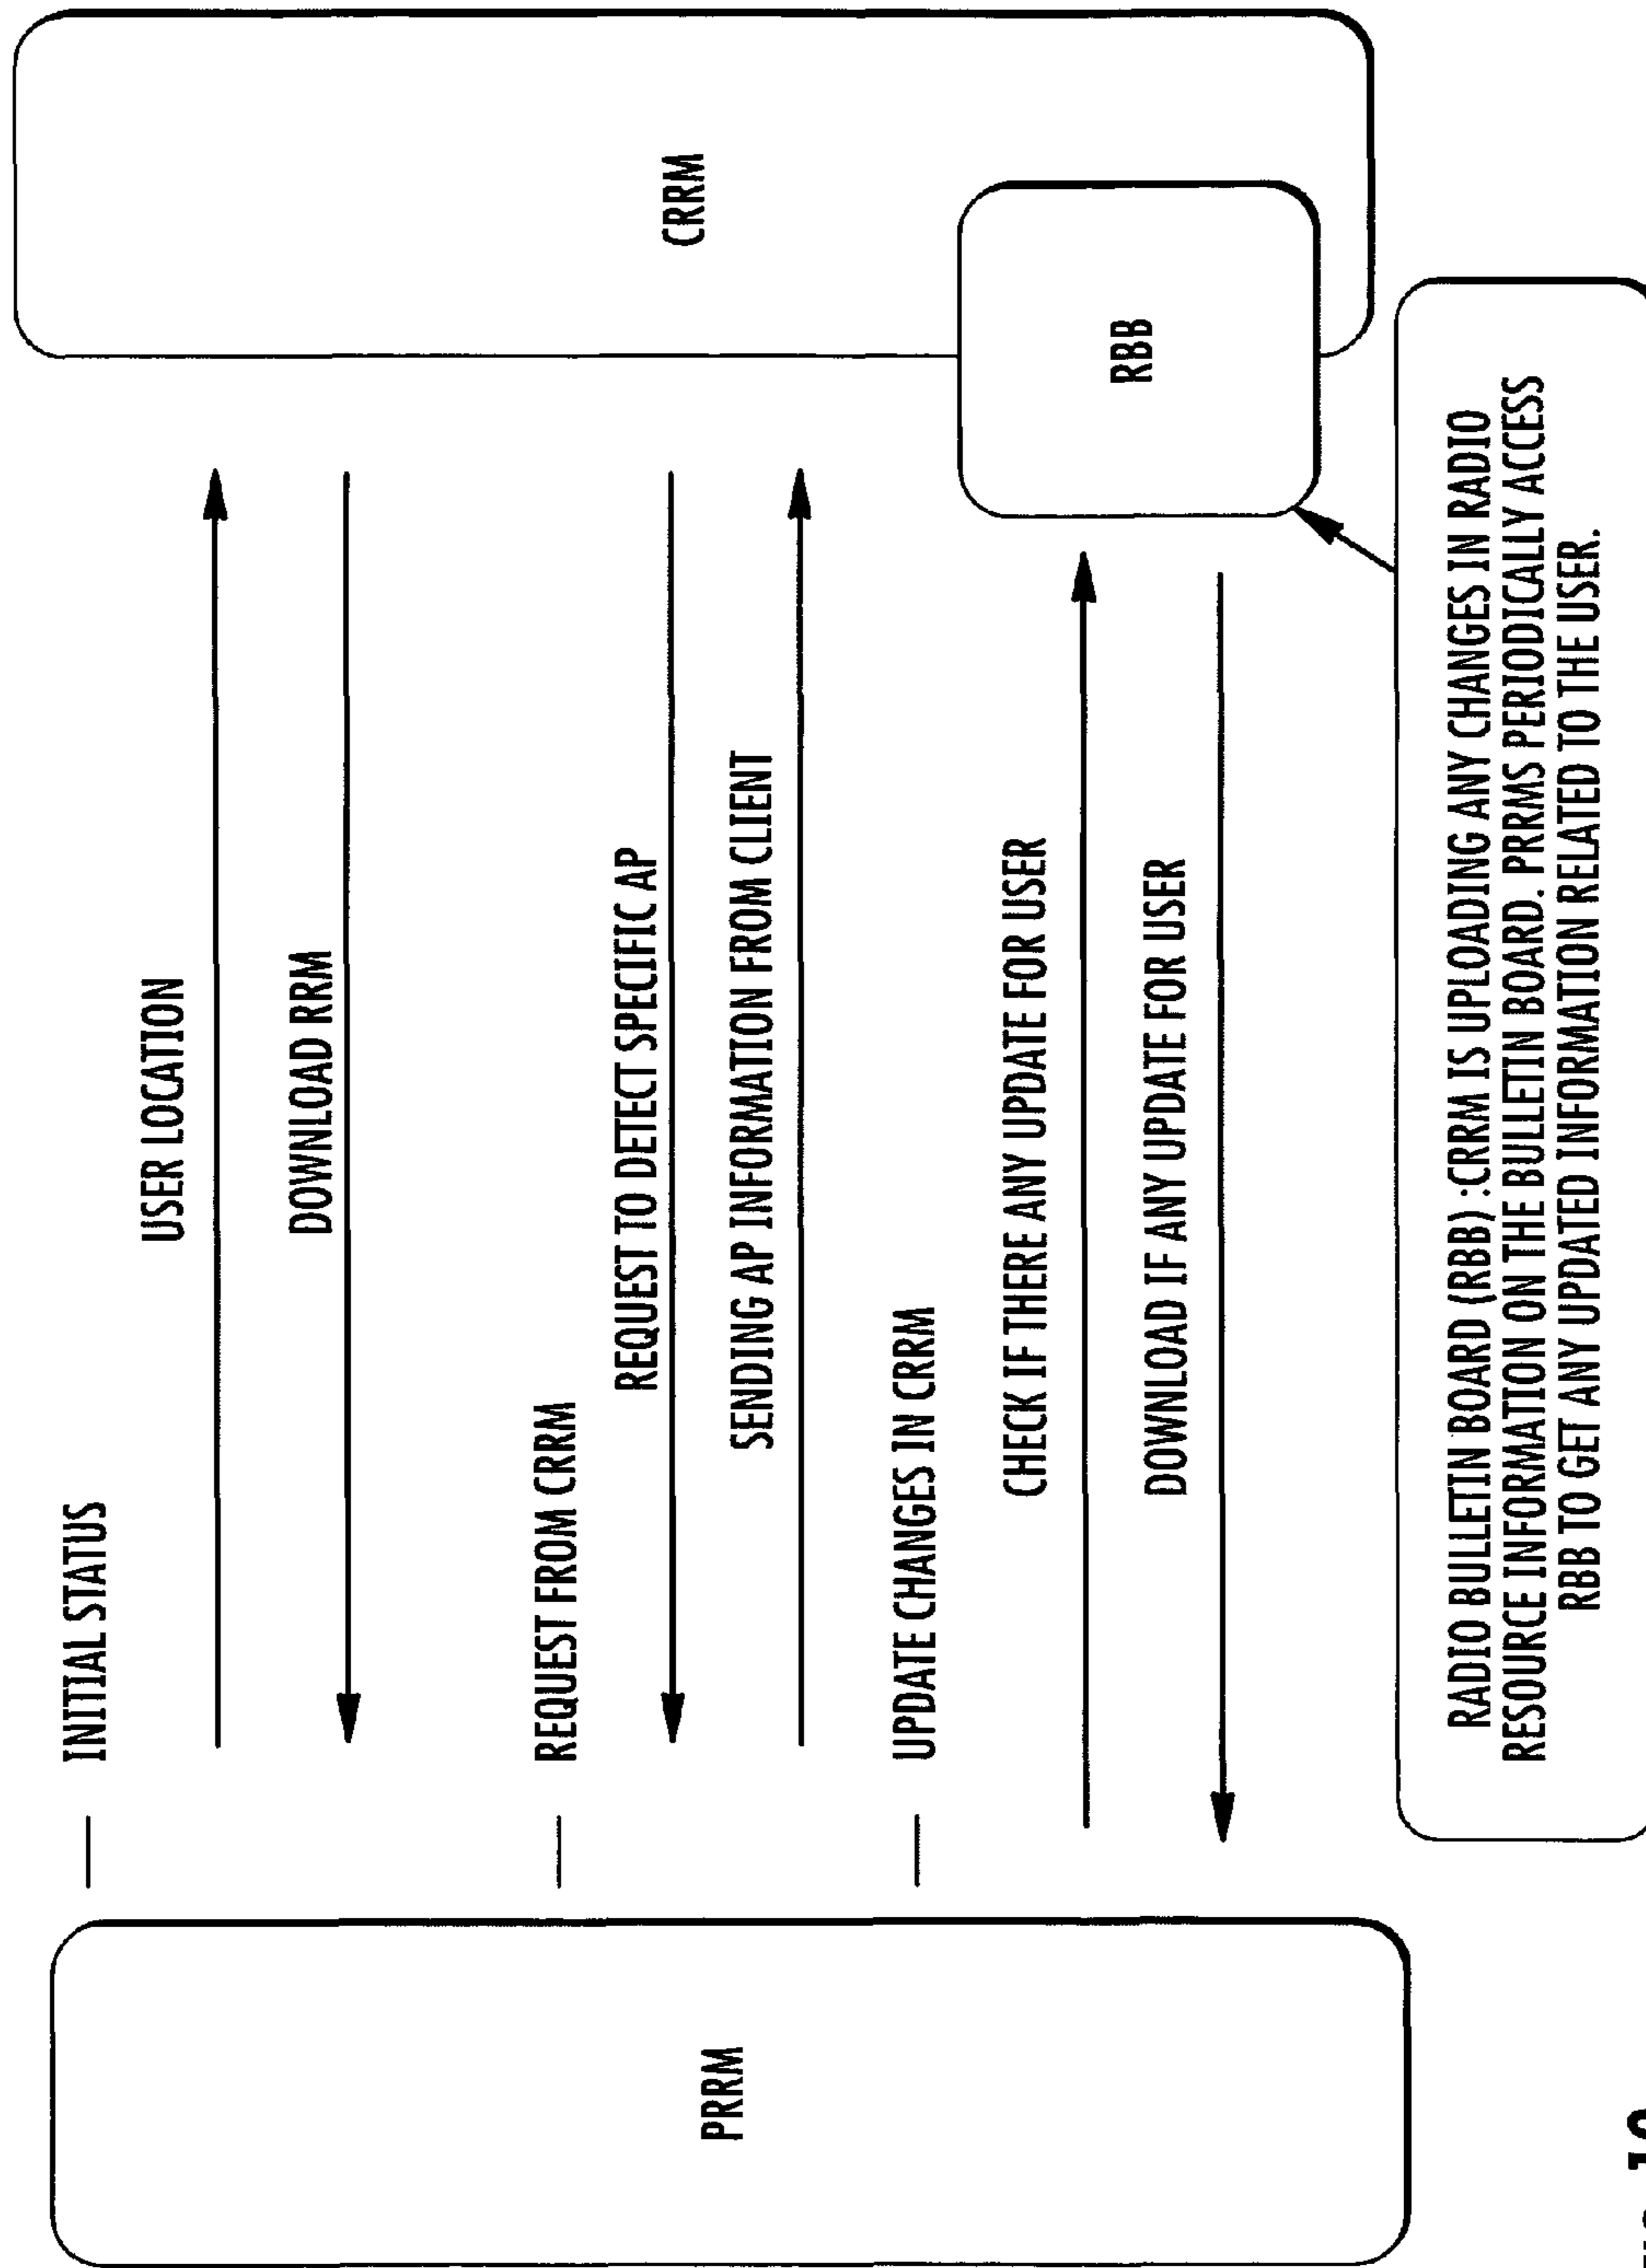 PRRM
INITIAL STATUS
USER LOCATION
DOWNLOAD RRM
REQUEST FROM CRRM
REQUEST TO DETECT SPECIFIC AP
SENDING AP INFORMATION FROM CLIENT
UPDATE CHANGES IN CRRM
CHECK IF THERE ANY UPDATE FOR USER
DOWNLOAD IF ANY UPDATE FOR USER
CRRM
RBB
RADIO BULLETIN BOARD (RBB) :CRRM IS UPLOADING ANY CHANGES IN RADIO
RESOURCE INFORMATION ON THE BULLETIN BOARD. PRRMS PERIODICALLY ACCESS
RBB TO GET ANY UPDATED INFORMATION RELATED TO THE USER.